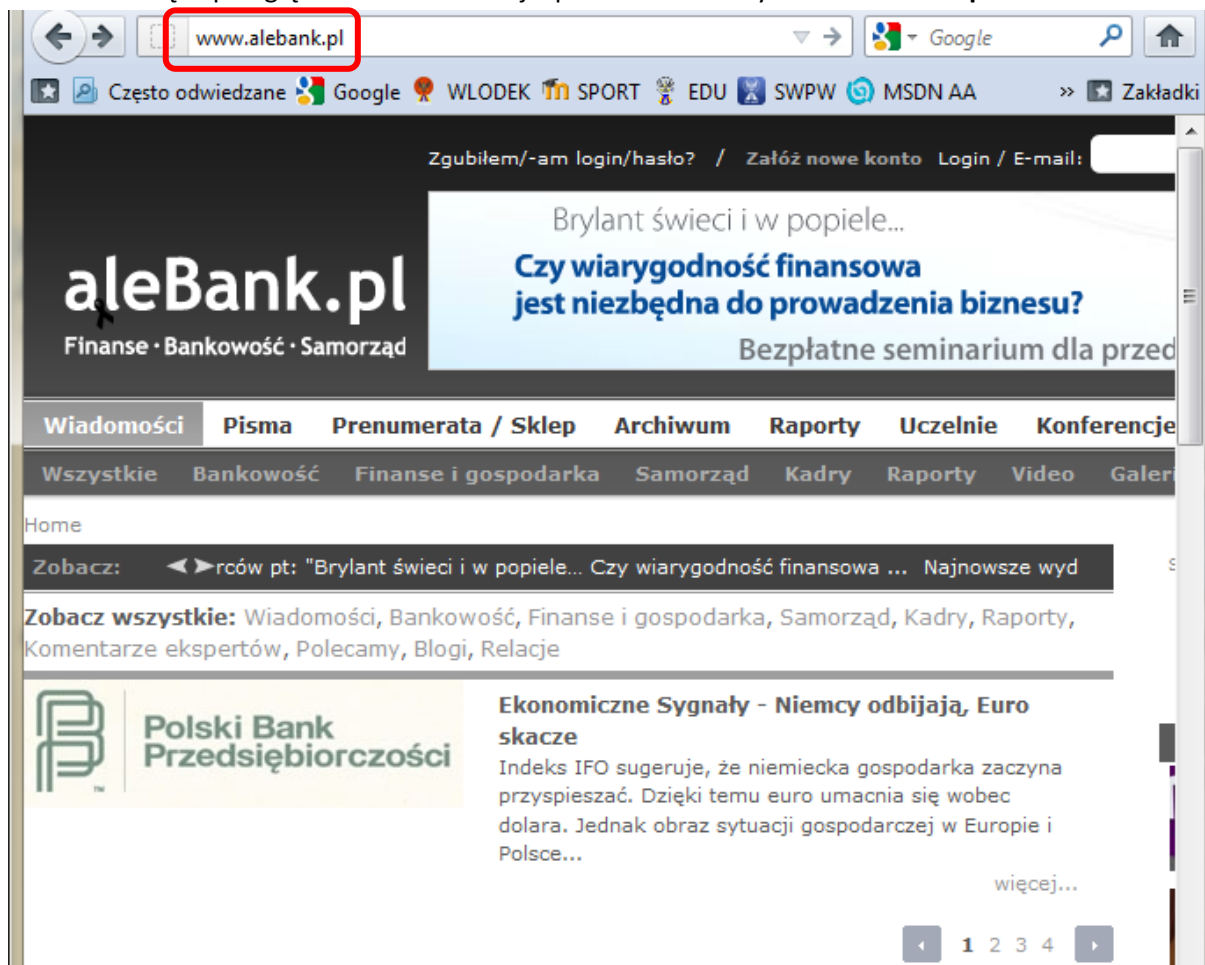 www.alebank.pl
Google
Często odwiedzane Google WLODEK SPORT EDU SWPW MSDN AA » Zakładki
Zgubiłem/-am login/hasło? / Załóż nowe konto Login / E-mail:
Brylant świeci i w popiele...
Czy wiarygodność finansowa
jest niezbędna do prowadzenia biznesu?
Bezpłatne seminarium dla przed
aleBank.pl
Finanse · Bankowość · Samorząd
Wiadomości Pisma Prenumerata / Sklep Archiwum Raporty Uczelnie Konferencje
Wszystkie Bankowość Finanse i gospodarka Samorząd Kadry Raporty Video Galeri
Home
Zobacz: rców pt: "Brylant świeci i w popiele... Czy wiarygodność finansowa ... Najnowsze wyd
Zobacz wszystkie: Wiadomości, Bankowość, Finanse i gospodarka, Samorząd, Kadry, Raporty,
Komentarze ekspertów, Polecamy, Blogi, Relacje
Polski Bank
Przedsiębiorczości
TM
Ekonomiczne Sygnały - Niemcy odbijają, Euro
skacze
Indeks IFO sugeruje, że niemiecka gospodarka zaczyna
przyspieszać. Dzięki temu euro umacnia się wobec
dolara. Jednak obraz sytuacji gospodarczej w Europie i
Polsce...
więcej...
1 2 3 4